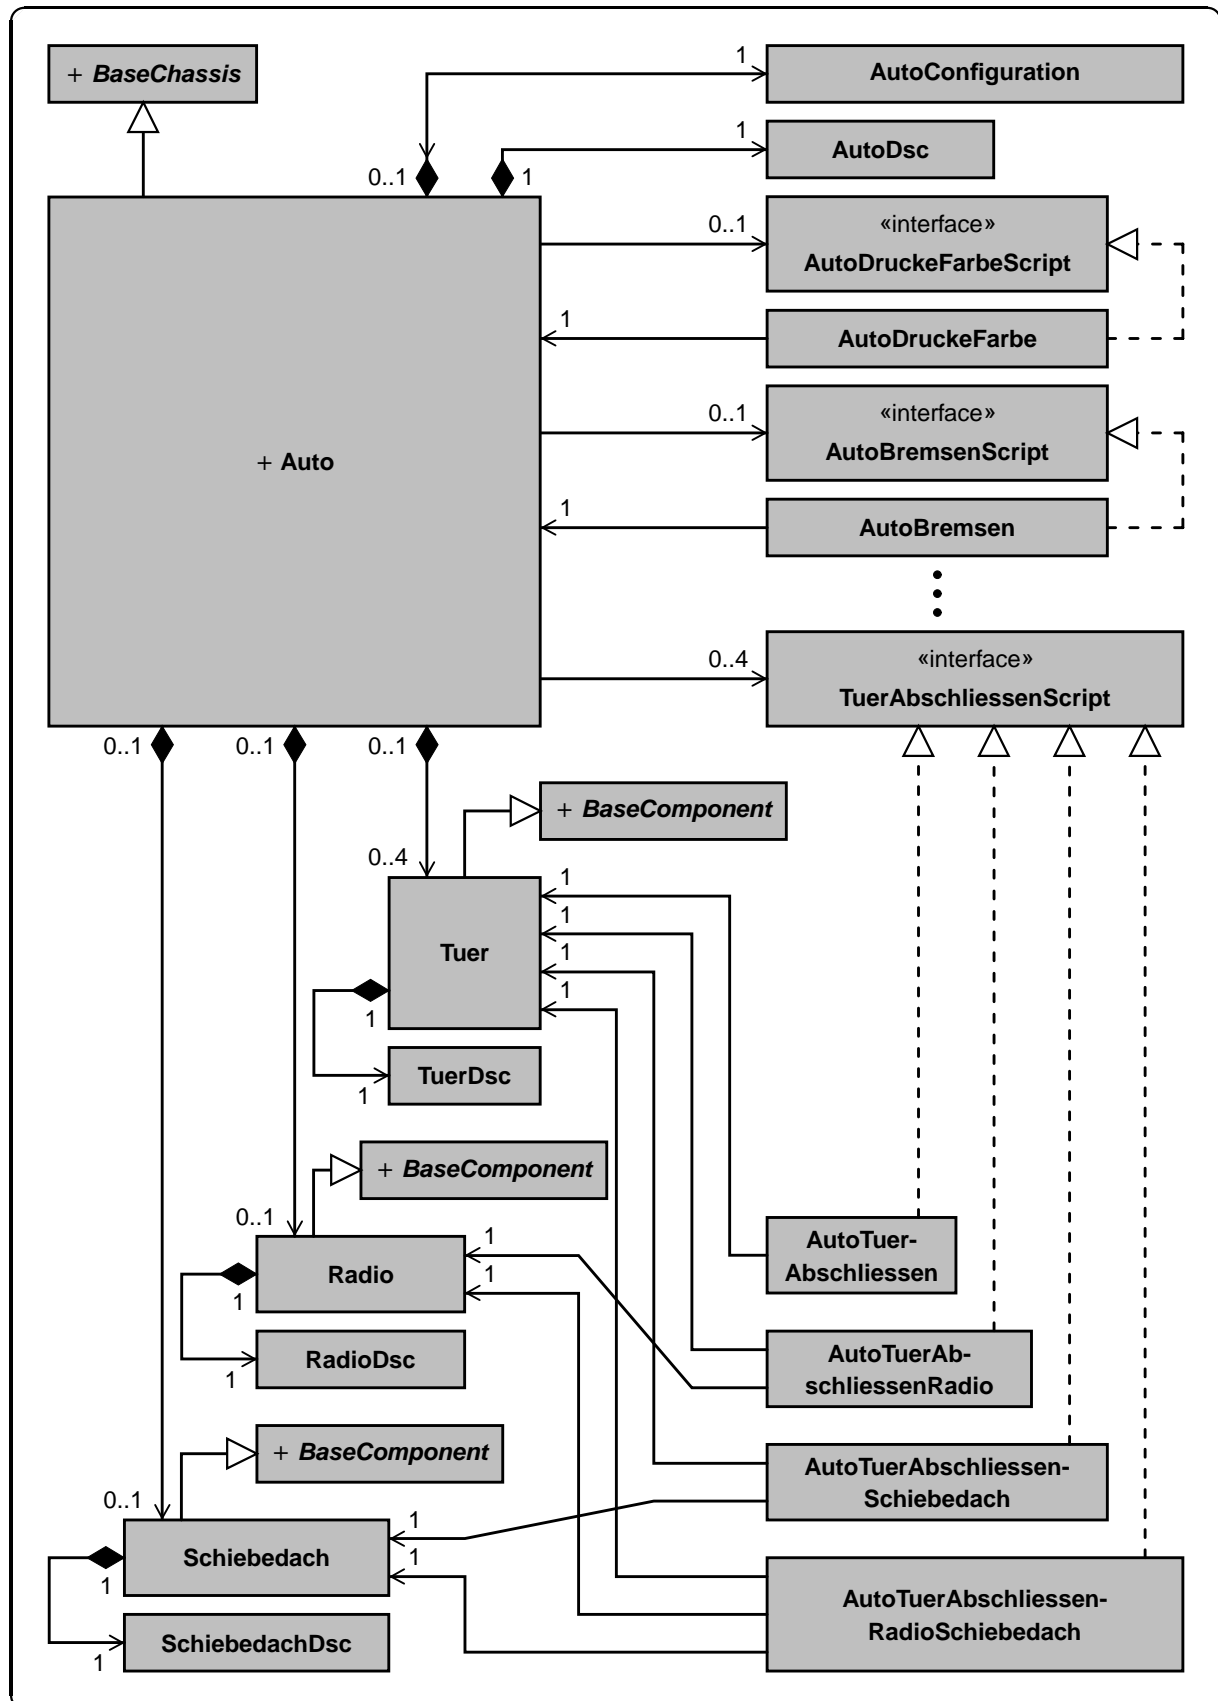 + BaseChassis
1
AutoConfiguration
0..1
1
1
AutoDsc
0..1
«interface»
AutoDruckeFarbeScript
1
AutoDruckeFarbe
+ Auto
0..1
«interface»
AutoBremsenScript
1
AutoBremsen
0..4
«interface»
TuerAbschliessenScript
0..1
0..1
0..1
+ BaseComponent
0..4
Tuer
1
1
1
1
1
1
TuerDsc
+ BaseComponent
0..1
Radio
1
1
1
1
RadioDsc
AutoTuer-
Abschliessen
AutoTuerAb-
schliessenRadio
+ BaseComponent
0..1
Schiebedach
1
1
1
1
SchiebedachDsc
AutoTuerAbschliessen-
Schiebedach
AutoTuerAbschliessen-
RadioSchiebedach